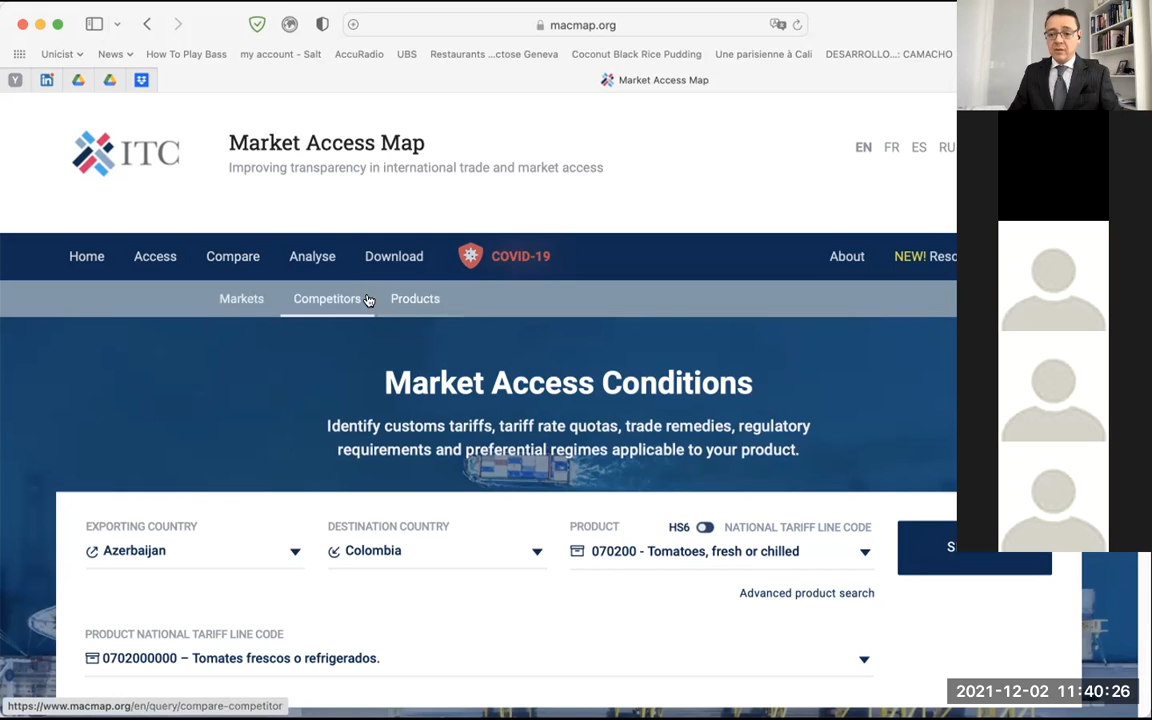 macmap.org
Unicist News How To Play Bass my account - Salt AccuRadio UBS Restaurants ...ctose Geneva Coconut Black Rice Pudding Une parisienne à Cali DESARROLLO...: CAMACHO
Y in Market Access Map
ITC
Market Access Map
Improving transparency in international trade and market access
EN FR ES RU
Home Access Compare Analyse Download COVID-19 About NEW!
Markets Competitors Products
Market Access Conditions
Identify customs tariffs, tariff rate quotas, trade remedies, regulatory
requirements and preferential regimes applicable to your product.
EXPORTING COUNTRY DESTINATION COUNTRY PRODUCT HS6 NATIONAL TARIFF LINE CODE
Azerbaijan Colombia 070200 - Tomatoes, fresh or chilled
Advanced product search
PRODUCT NATIONAL TARIFF LINE CODE
0702000000 – Tomates frescos o refrigerados.
2021-12-02 11:40:26
https://www.macmap.org/en/query/compare-competitor